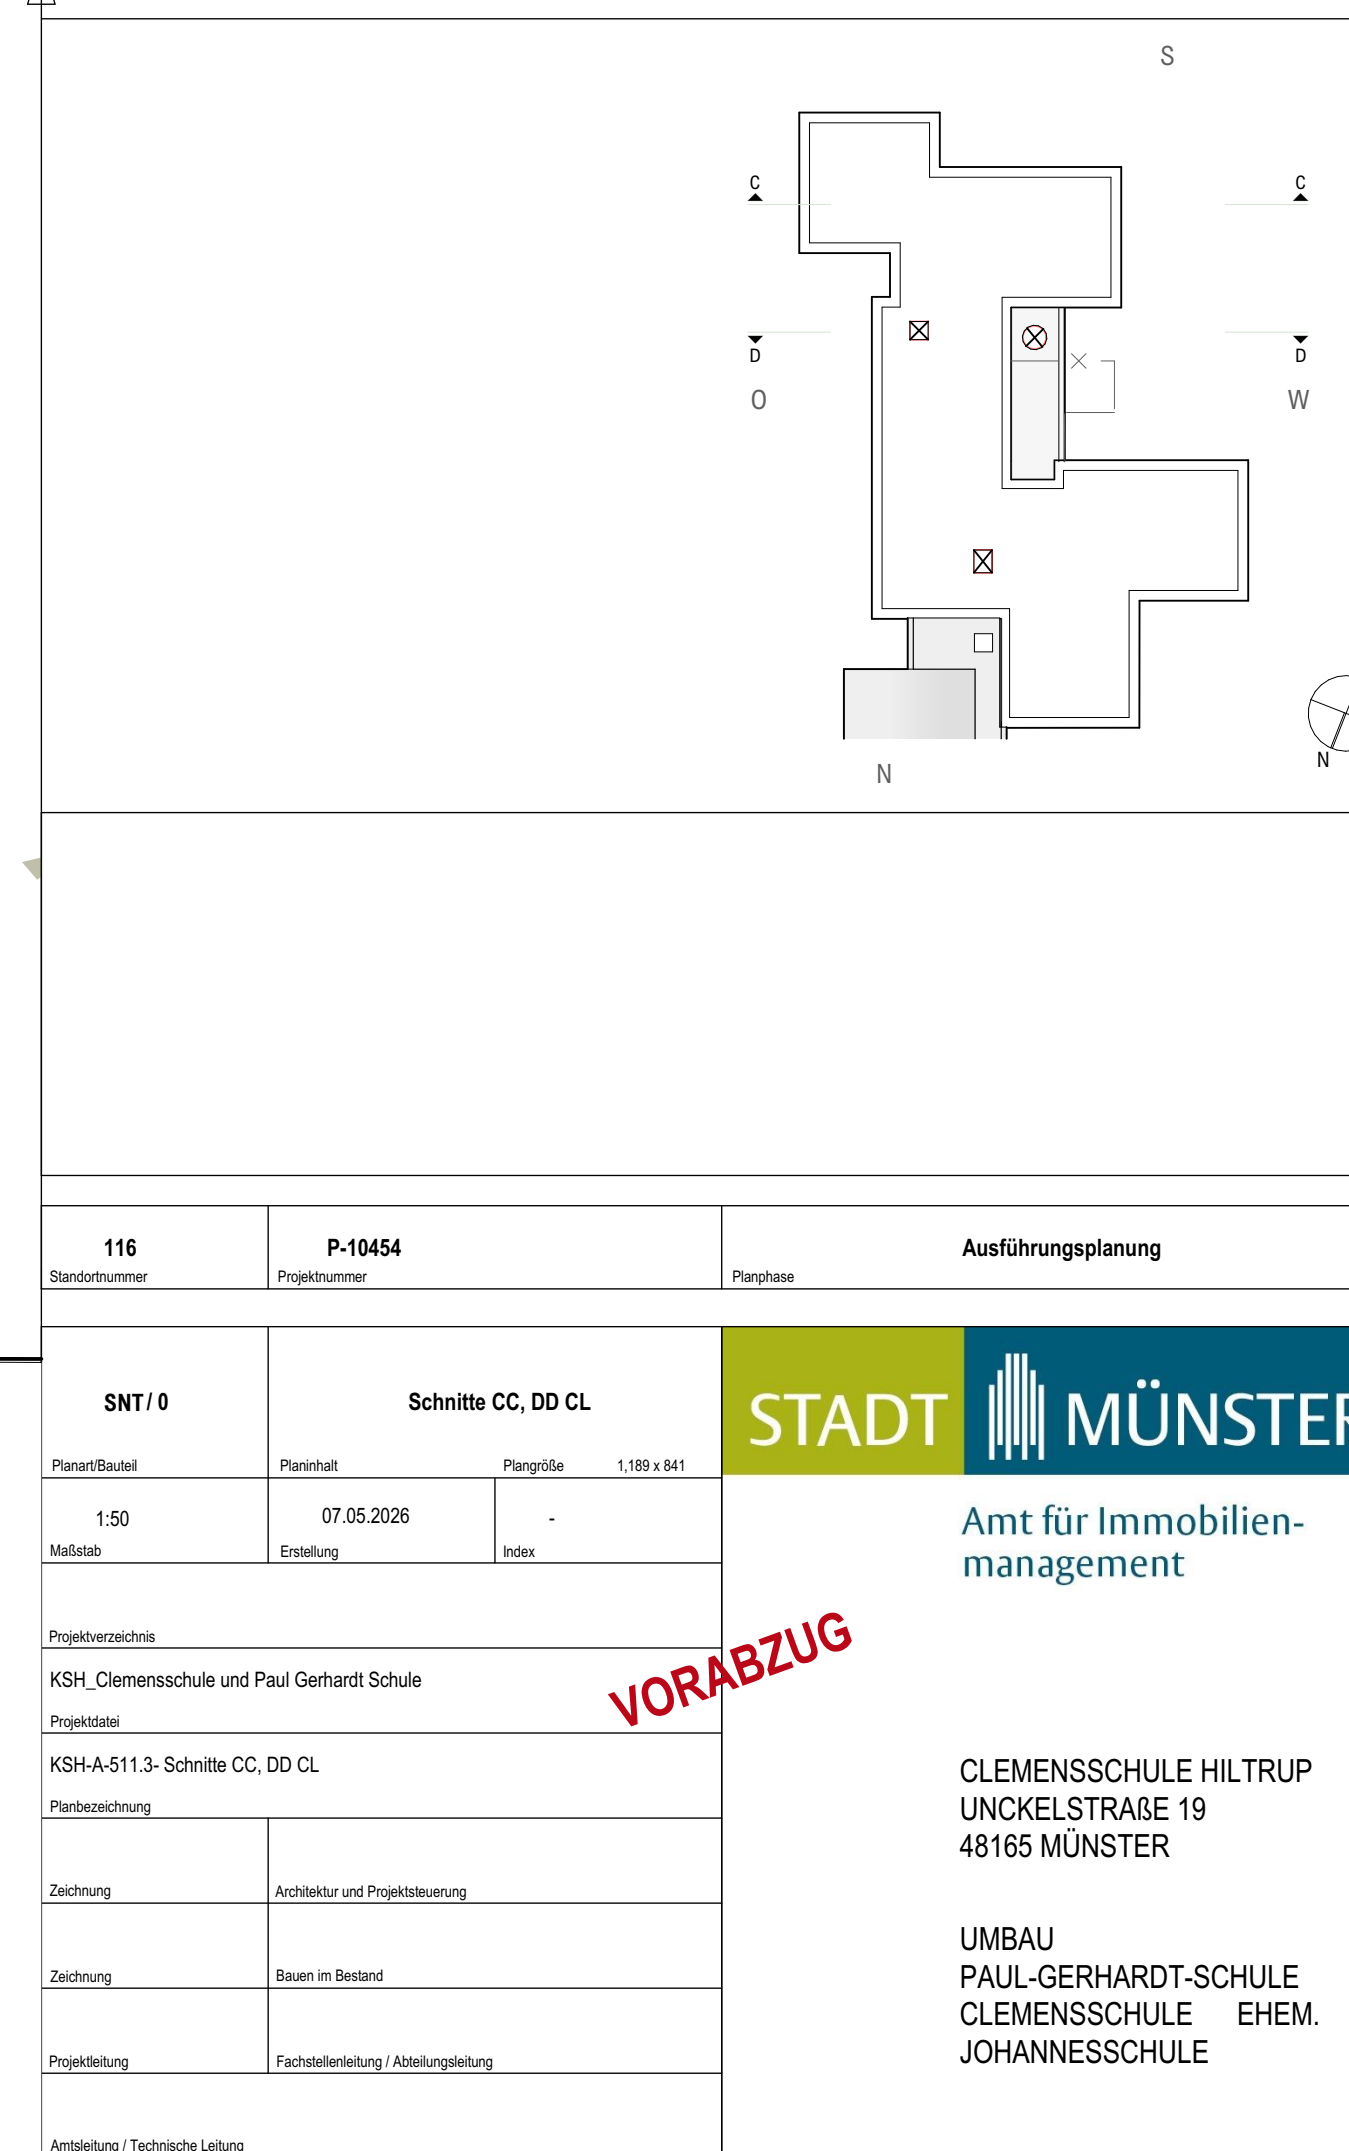 S
C C
D D
O W
N
N
116 P-10454 Ausführungsplanung
Standortnummer Projektnummer Planphase
SNT / 0 Schnitte CC, DD CL
Planart/Bauteil Planinhalt Plangröße 1,189 x 841
STADT MÜNSTER
1:50 07.05.2026 -
Maßstab Erstellung Index
Amt für Immobilien-
management
Projektverzeichnis
VORABZUG
KSH_Clemensschule und Paul Gerhardt Schule
Projektdatei
KSH-A-511.3- Schnitte CC, DD CL
Planbezeichnung
CLEMENSSCHULE HILTRUP
UNCKELSTRAßE 19
48165 MÜNSTER
Zeichnung Architektur und Projektsteuerung
UMBAU
PAUL-GERHARDT-SCHULE
CLEMENSSCHULE EHEM.
JOHANNESSCHULE
Zeichnung Bauen im Bestand
Projektleitung Fachstellenleitung / Abteilungsleitung
Amtsleitung / Technische Leitung